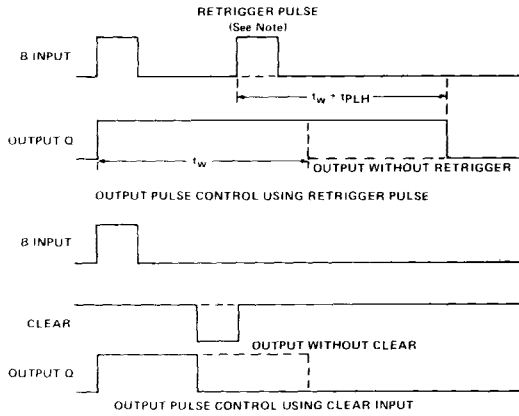 RETRIGGER PULSE
(See Note)
B INPUT
tw + tPLH
OUTPUT Q
tw
OUTPUT WITHOUT RETRIGGER
OUTPUT PULSE CONTROL USING RETRIGGER PULSE
B INPUT
CLEAR
OUTPUT WITHOUT CLEAR
OUTPUT Q
OUTPUT PULSE CONTROL USING CLEAR INPUT